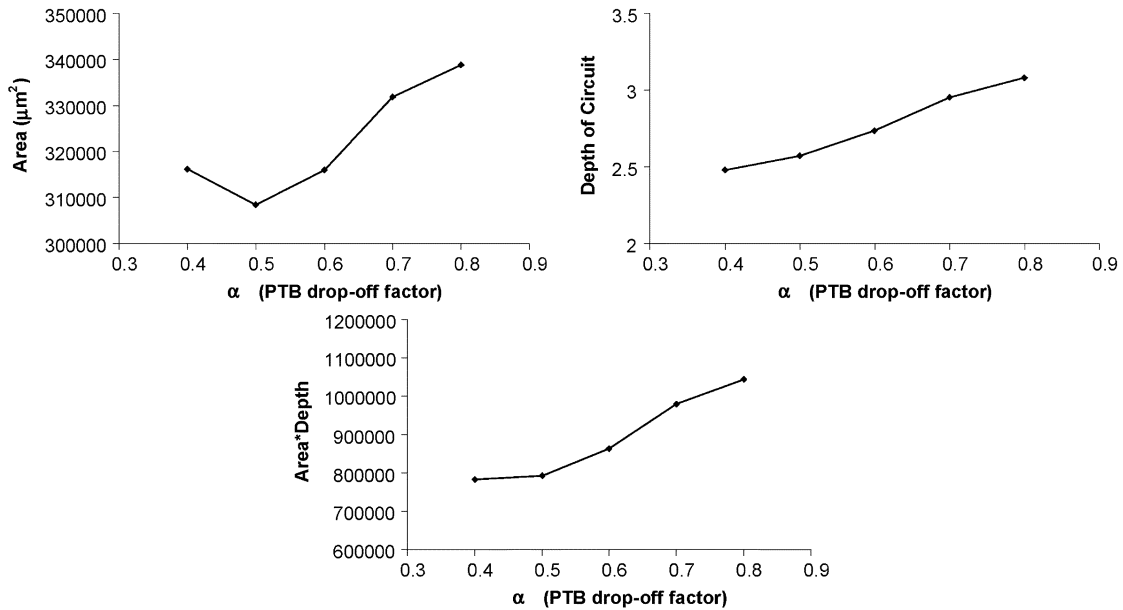 350000
340000
330000
320000
310000
300000
Area (μm²)
0.3 0.4 0.5 0.6 0.7 0.8 0.9
α (PTB drop-off factor)
3.5
3
2.5
2
Depth of Circuit
0.3 0.4 0.5 0.6 0.7 0.8 0.9
α (PTB drop-off factor)
1200000
1100000
1000000
900000
800000
700000
600000
Area*Depth
0.3 0.4 0.5 0.6 0.7 0.8 0.9
α (PTB drop-off factor)